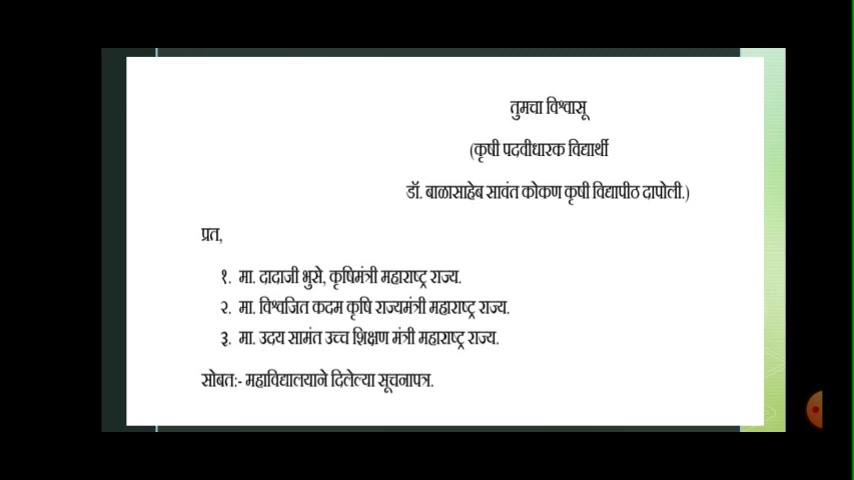 तुमचा विश्वासू
(कृषी पदवीधारक विद्यार्थी
डॉ. बाळासाहेब सावंत कोकण कृषी विद्यापीठ दापोली.)
प्रत,
१. मा. दादाजी भुसे, कृषिमंत्री महाराष्ट्र राज्य.
२. मा. विश्वजित कदम कृषि राज्यमंत्री महाराष्ट्र राज्य.
३. मा. उदय सामंत उच्च शिक्षण मंत्री महाराष्ट्र राज्य.
सोबत:- महाविद्यालयाने दिलेल्या सूचनापत्र.